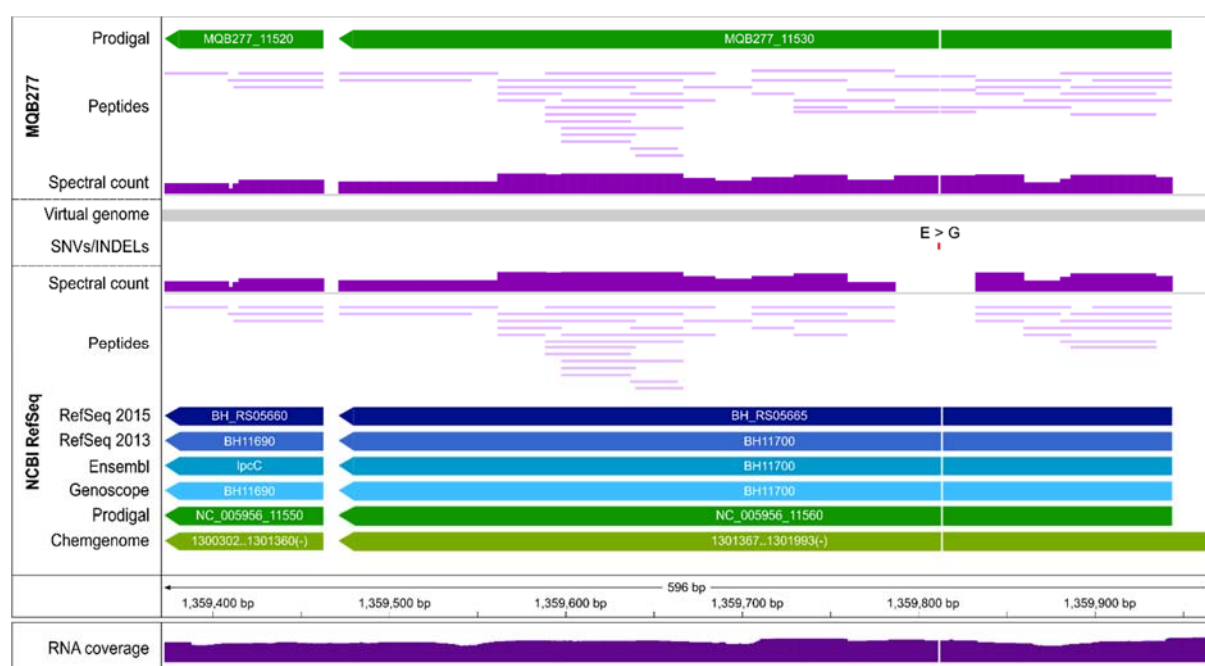 MQB277
Prodigal
MQB277_11520
MQB277_11530
Peptides
Spectral count
Virtual genome
SNVs/INDELs
E > G
NCBI RefSeq
Spectral count
Peptides
RefSeq 2015
BH_RS05660
BH_RS05665
RefSeq 2013
BH11690
BH11700
Ensembl
lpcC
BH11700
Genoscope
BH11690
BH11700
Prodigal
NC_005956_11550
NC_005956_11560
Chemgenome
1300302..1301360(-)
1301367..1301993(-)
596 bp
1,359,400 bp
1,359,500 bp
1,359,600 bp
1,359,700 bp
1,359,800 bp
1,359,900 bp
RNA coverage